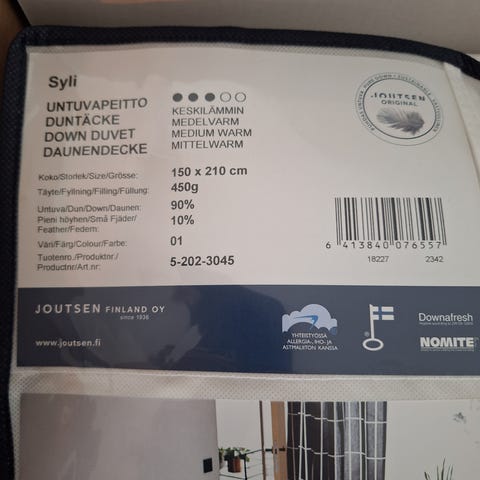 Syli
UNTUVAPEITTO
DUNTÄCKE
DOWN DUVET
DAUNENDECKE
KESKILÄMMIN
MEDELVARM
MEDIUM WARM
MITTELWARM
JOUTSEN
ORIGINAL
Koko/Storlek/Size/Grösse: 150 x 210 cm
Täyte/Fyllning/Filling/Füllung: 450g
Untuva/Dun/Down/Daunen: 90%
Pieni höyhen/Små Fjäder/ 10%
Feather/Federn:
Väri/Färg/Colour/Farbe: 01
Tuotenro./Produktnr./ 5-202-3045
Productnr/Art.nr:
6 413840 076557
18227 2342
JOUTSEN FINLAND OY
since 1936
www.joutsen.fi
YHTEISTYÖSSÄ
ALLERGIA-, IHO- JA
ASTMALIITON KANSSA
Downafresh
NOMITE